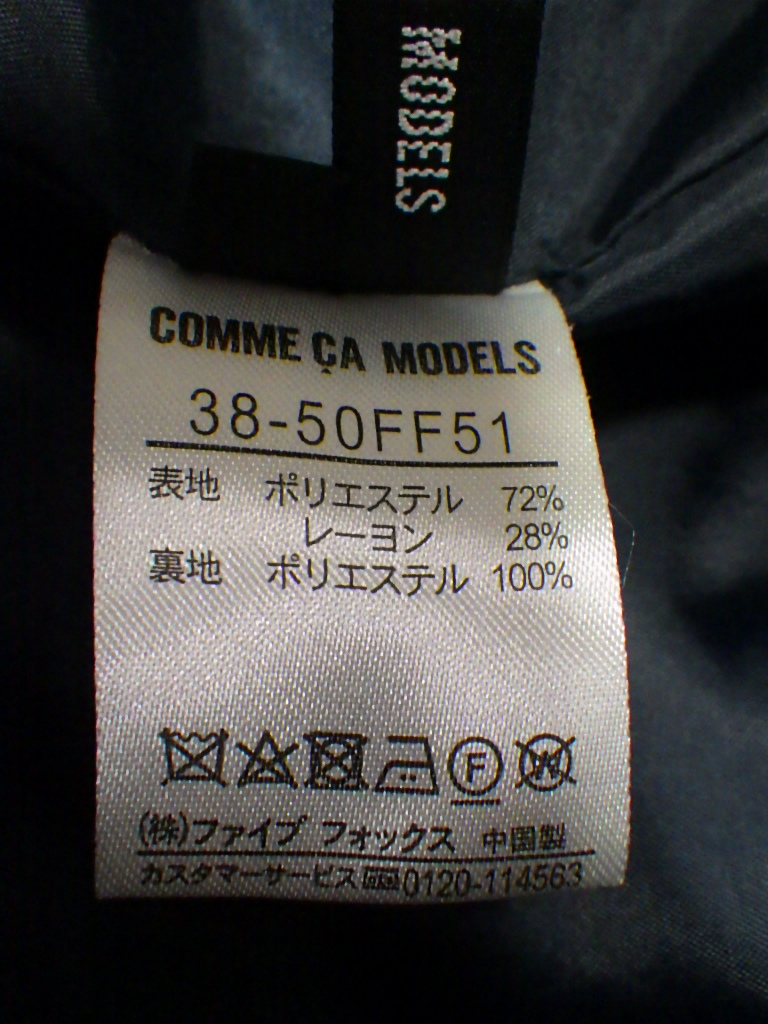 MODELS
COMME ÇA MODELS
38-50FF51
表地 ポリエステル 72%
レーヨン 28%
裏地 ポリエステル 100%
F W
(株)ファイブ フォックス 中国製
カスタマーサービス 0120-114563